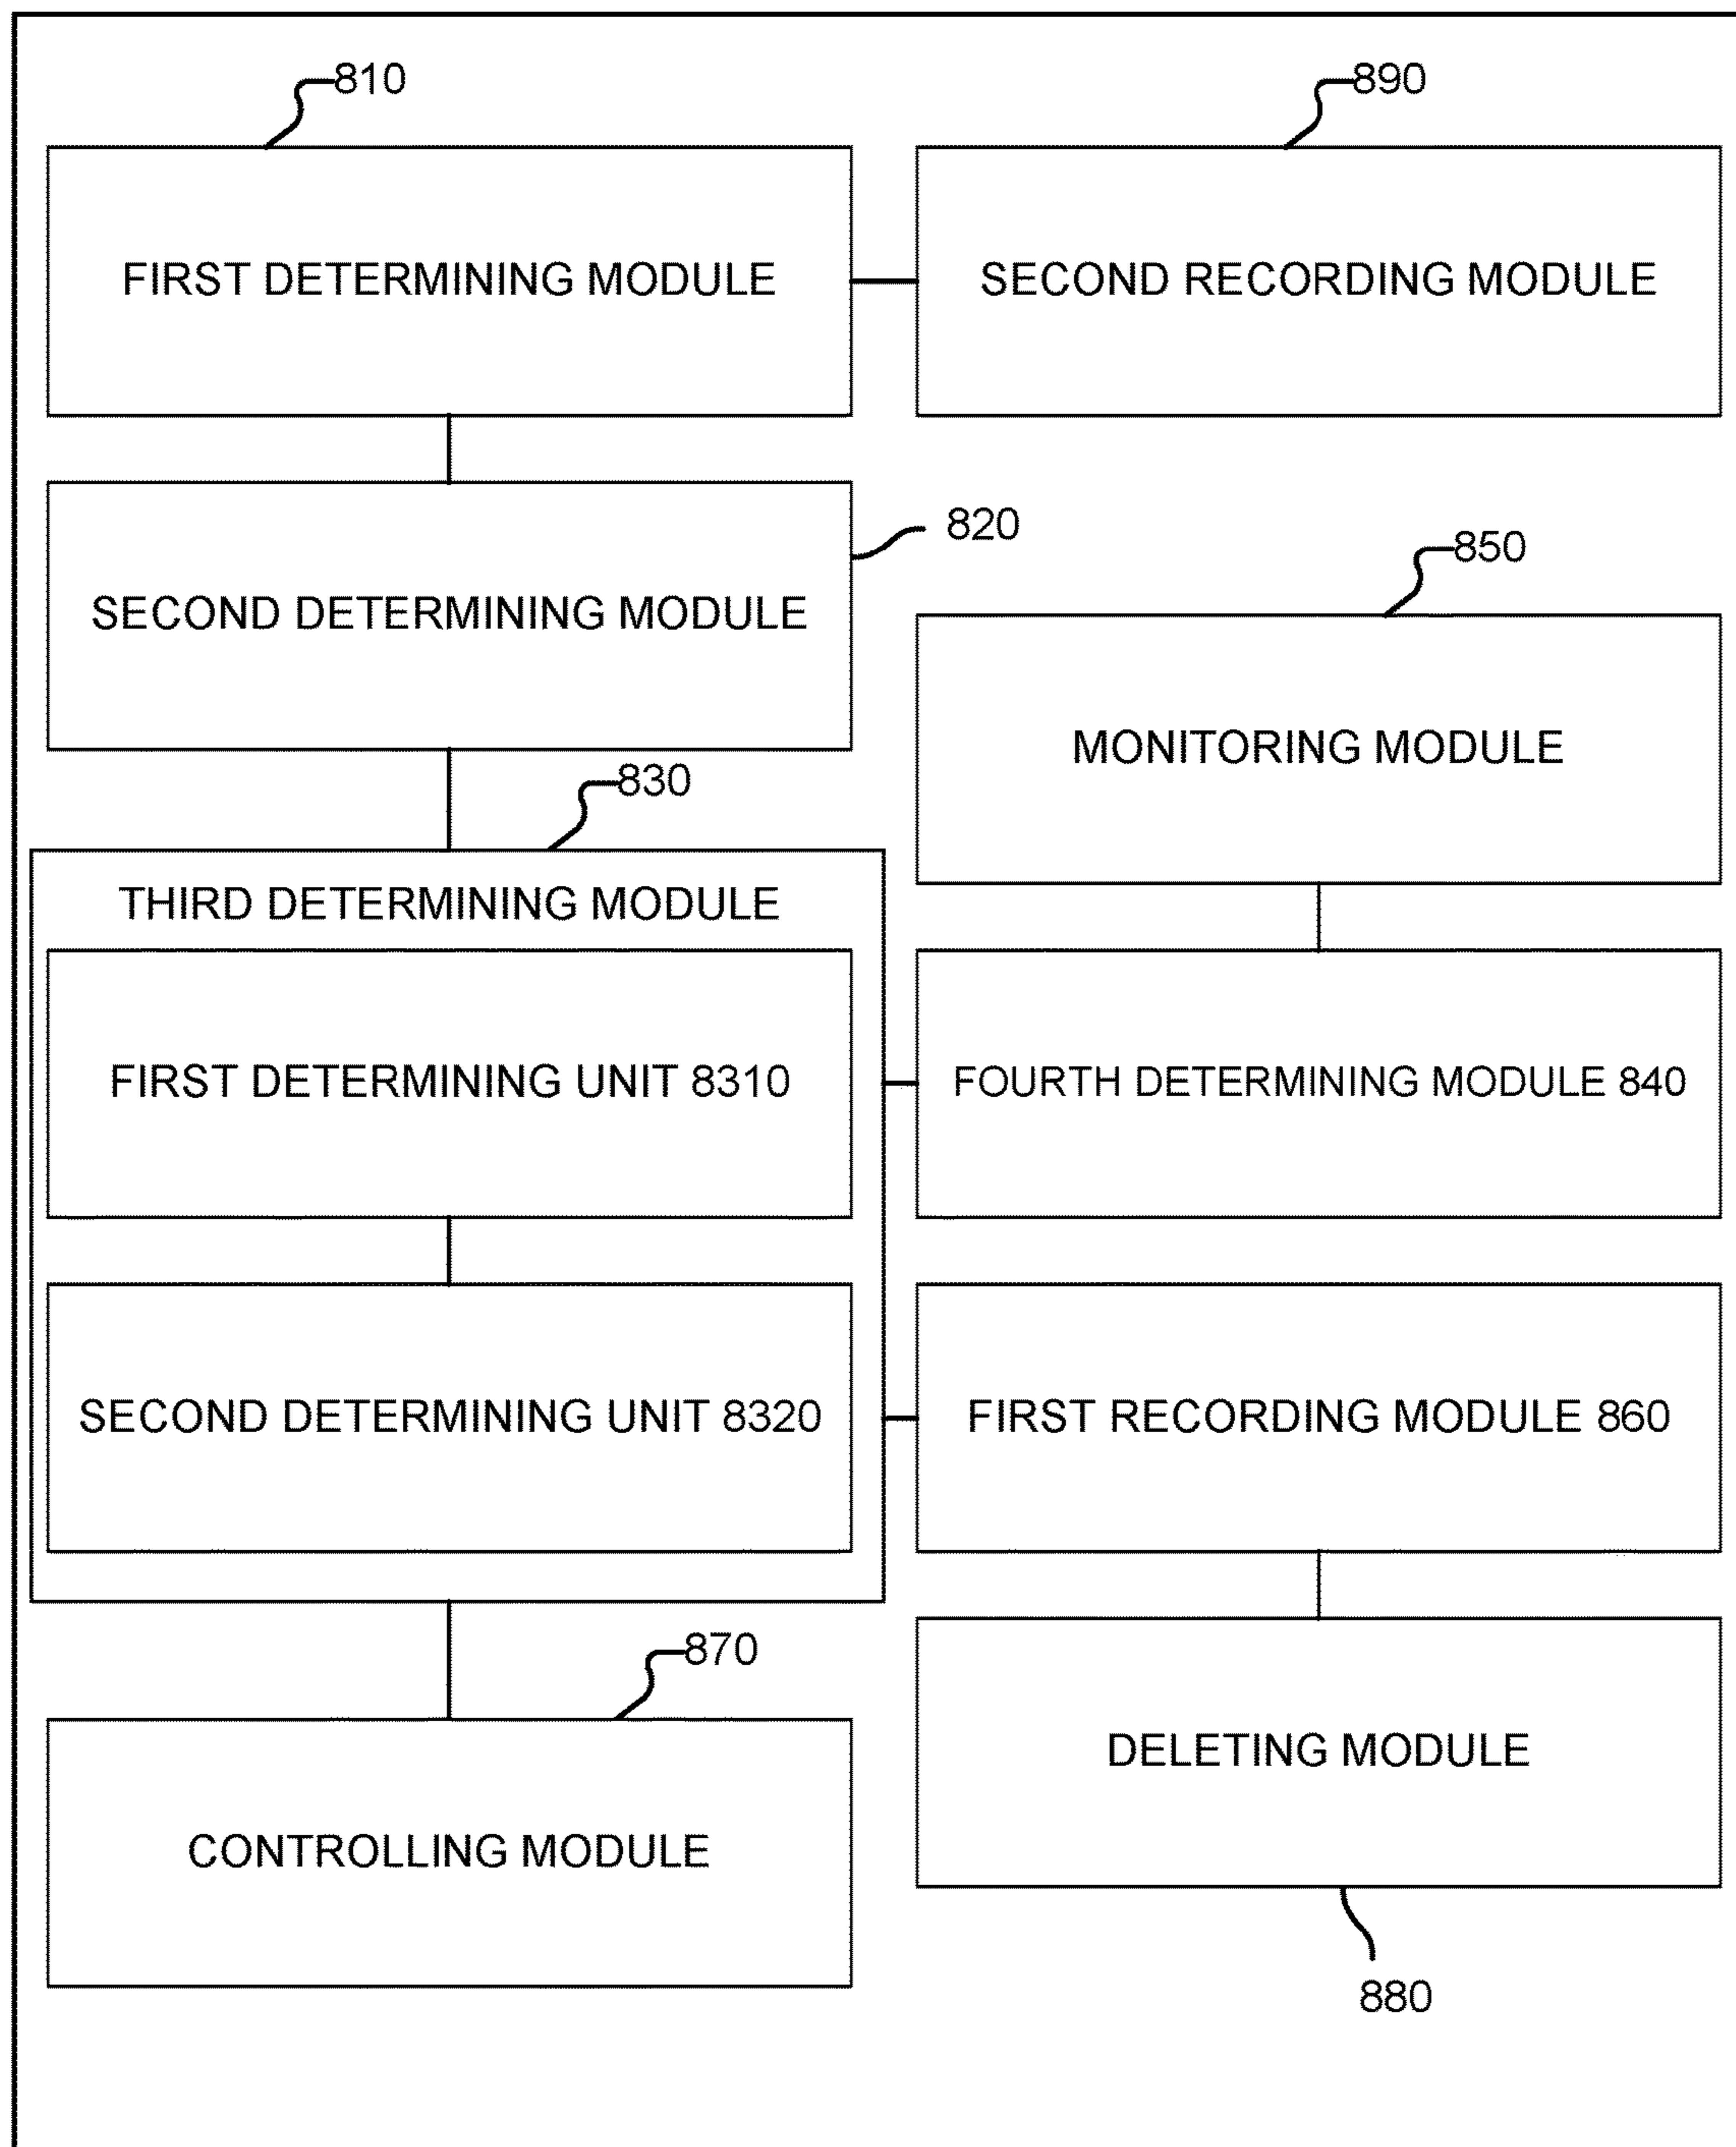 810
890
FIRST DETERMINING MODULE
SECOND RECORDING MODULE
820
850
SECOND DETERMINING MODULE
MONITORING MODULE
830
THIRD DETERMINING MODULE
FIRST DETERMINING UNIT 8310
FOURTH DETERMINING MODULE 840
SECOND DETERMINING UNIT 8320
FIRST RECORDING MODULE 860
870
DELETING MODULE
CONTROLLING MODULE
880